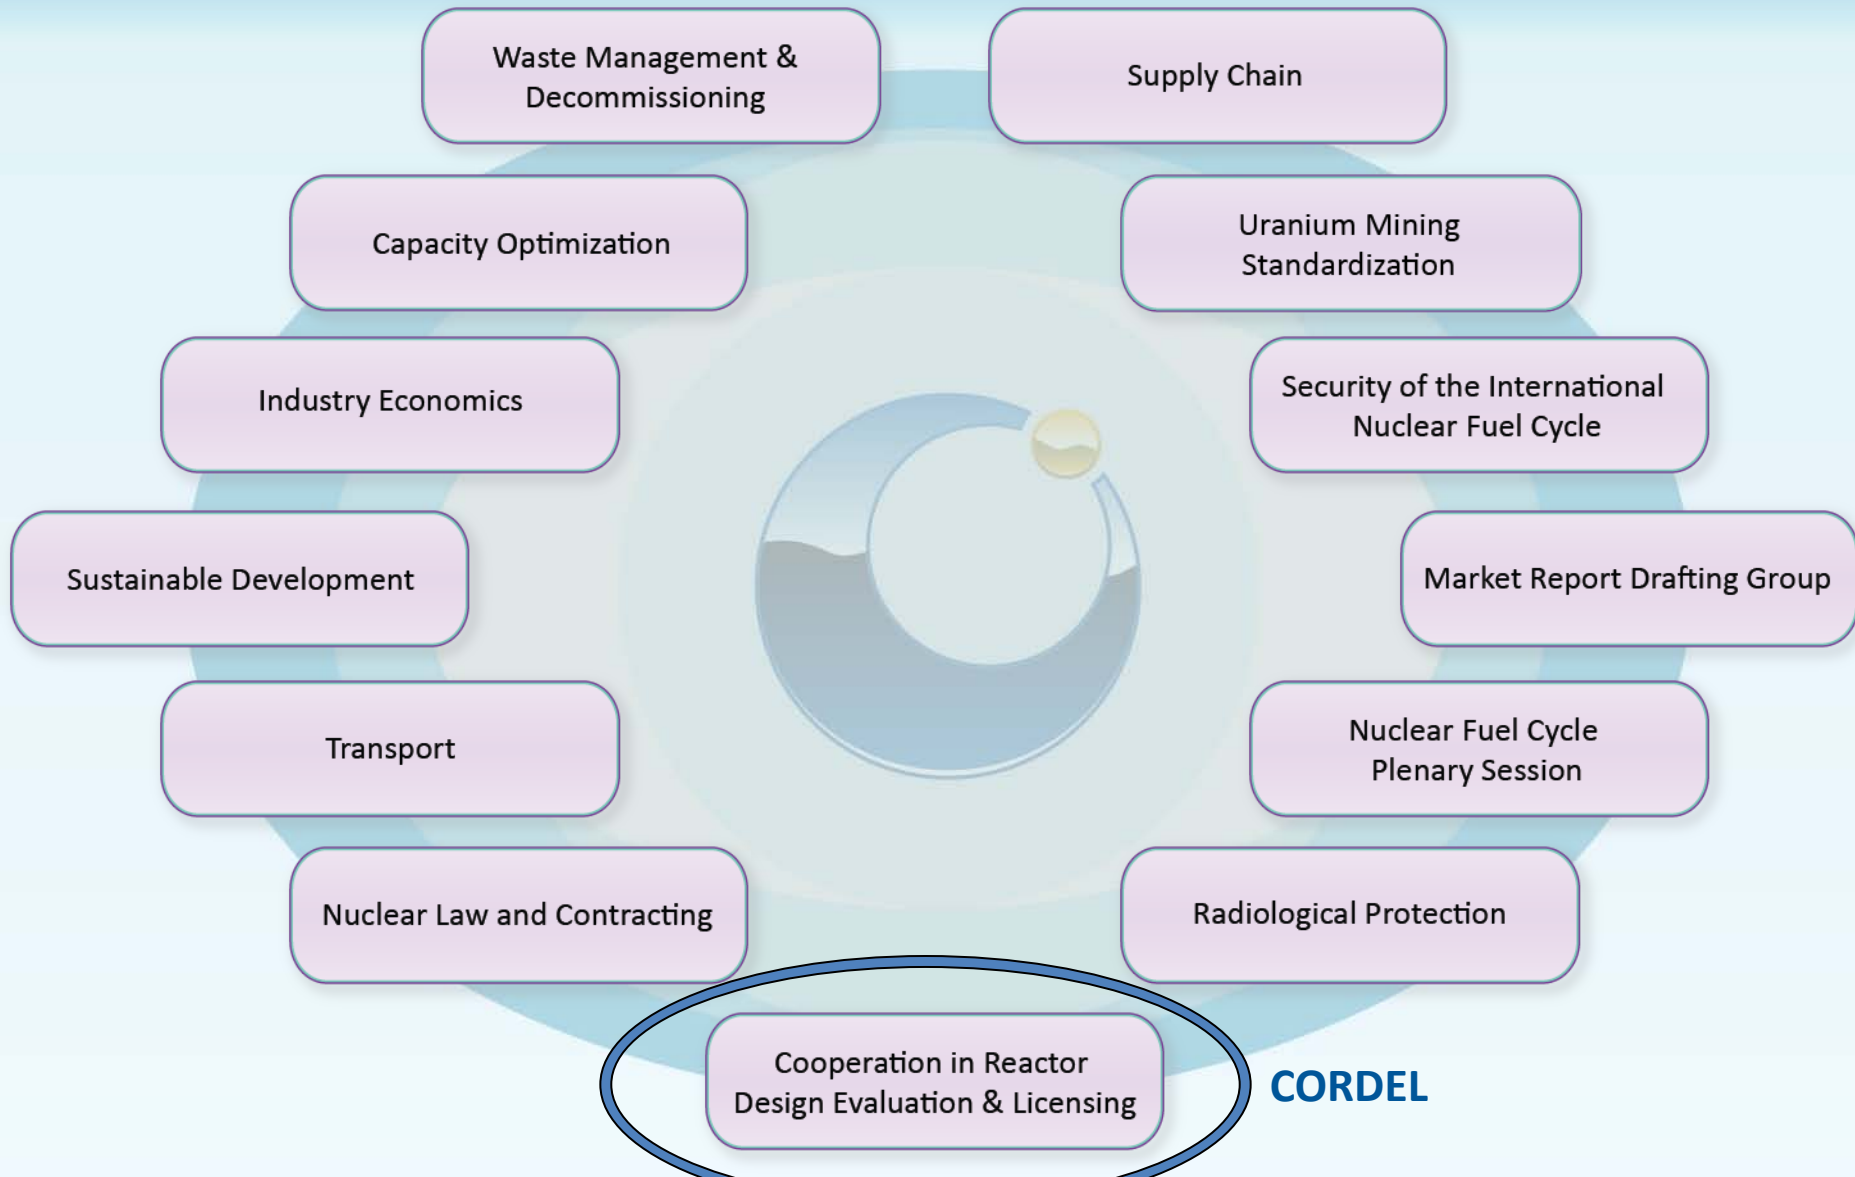 Waste Management &
Decommissioning
Supply Chain
Capacity Optimization
Uranium Mining
Standardization
Industry Economics
Security of the International
Nuclear Fuel Cycle
Sustainable Development
Market Report Drafting Group
Transport
Nuclear Fuel Cycle
Plenary Session
Nuclear Law and Contracting
Radiological Protection
Cooperation in Reactor
Design Evaluation & Licensing
CORDEL